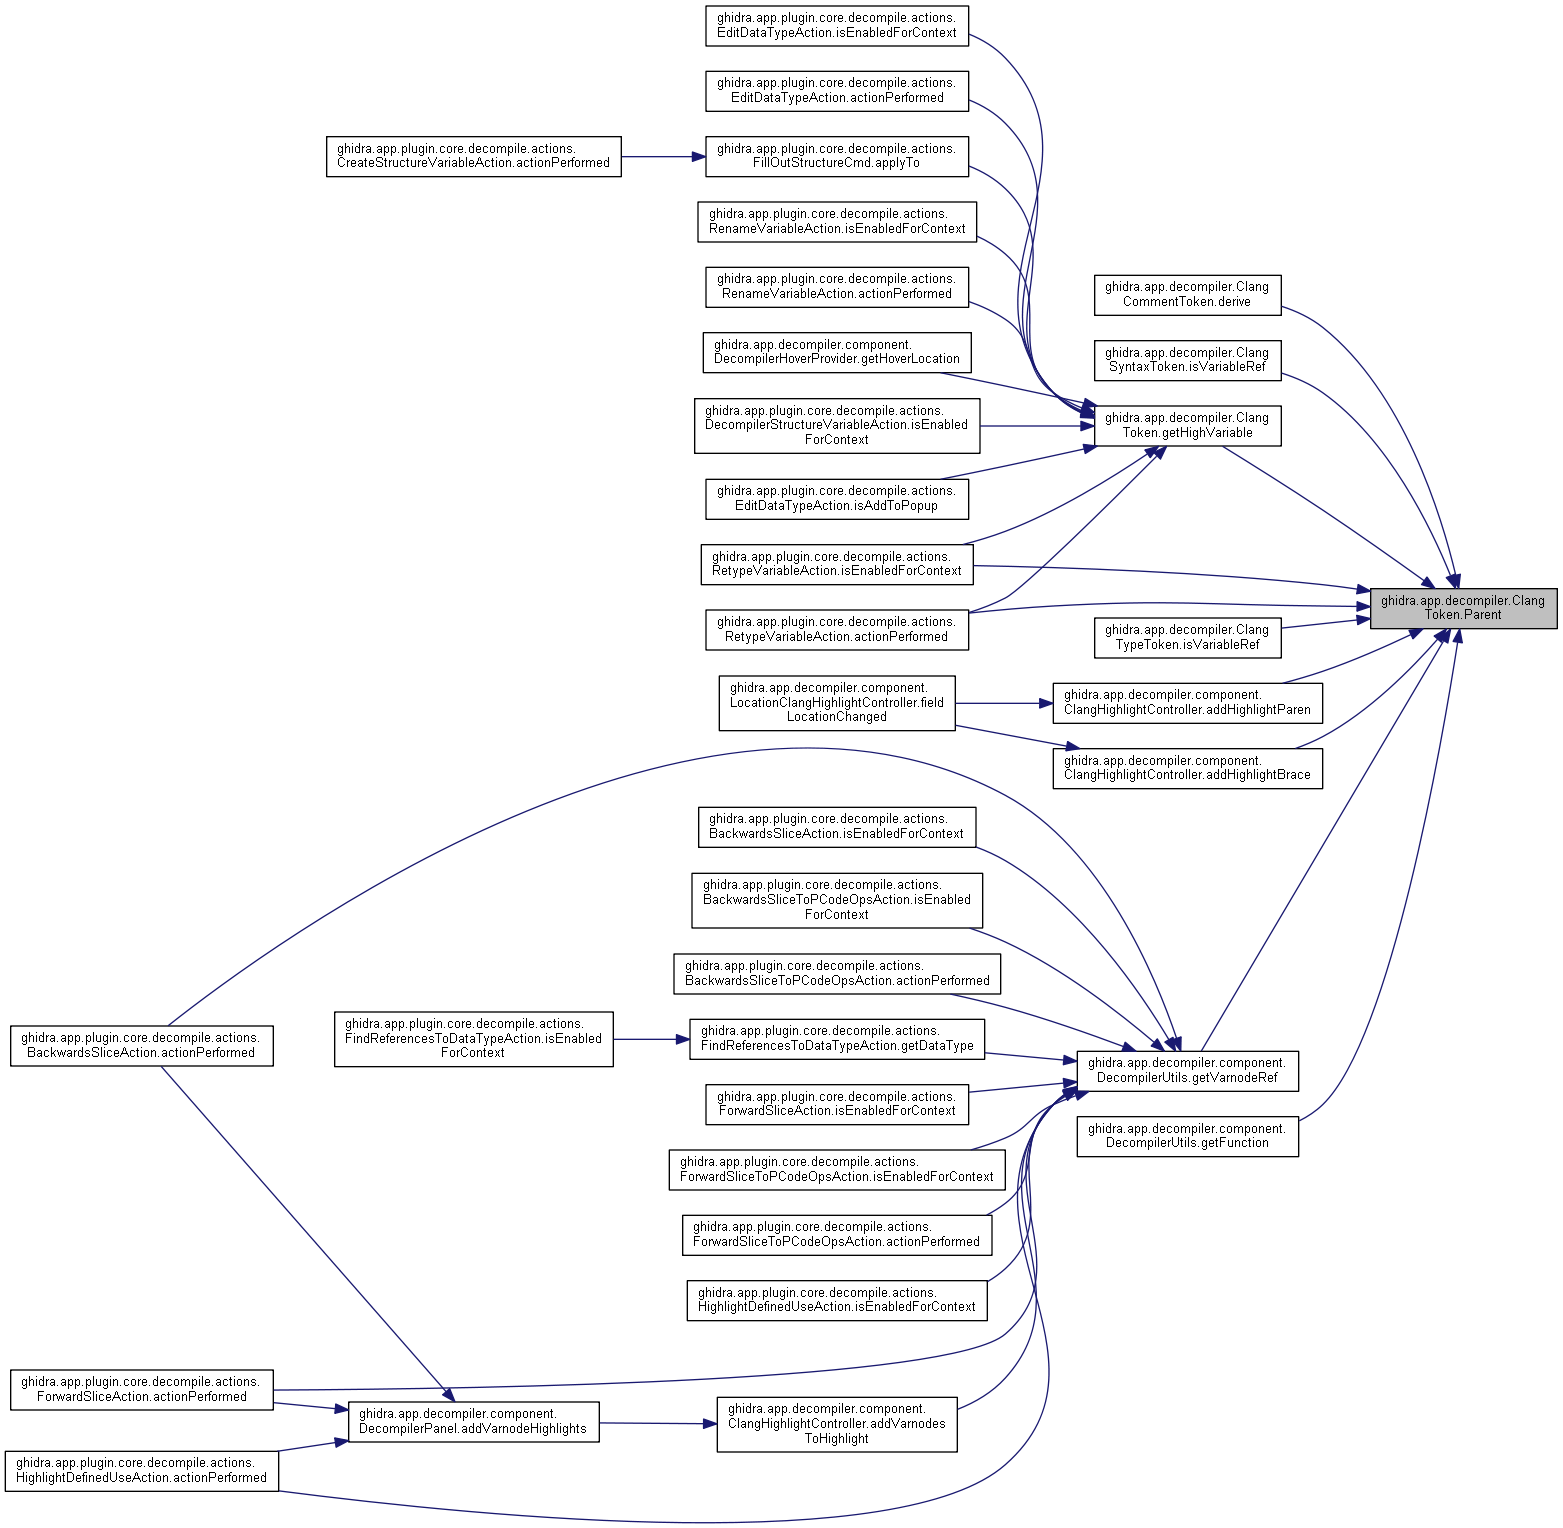 ghidra.app.plugin.core.decompile.actions.
EditDataTypeAction.isEnabledForContext
ghidra.app.plugin.core.decompile.actions.
EditDataTypeAction.actionPerformed
ghidra.app.plugin.core.decompile.actions.
CreateStructureVariableAction.actionPerformed
ghidra.app.plugin.core.decompile.actions.
FillOutStructureCmd.applyTo
ghidra.app.plugin.core.decompile.actions.
RenameVariableAction.isEnabledForContext
ghidra.app.plugin.core.decompile.actions.
RenameVariableAction.actionPerformed
ghidra.app.decompiler.Clang
CommentToken.derive
ghidra.app.decompiler.component.
DecompilerHoverProvider.getHoverLocation
ghidra.app.decompiler.Clang
SyntaxToken.isVariableRef
ghidra.app.plugin.core.decompile.actions.
DecompilerStructureVariableAction.isEnabled
ForContext
ghidra.app.decompiler.Clang
Token.getHighVariable
ghidra.app.plugin.core.decompile.actions.
EditDataTypeAction.isAddToPopup
ghidra.app.plugin.core.decompile.actions.
RetypeVariableAction.isEnabledForContext
ghidra.app.decompiler.Clang
Token.Parent
ghidra.app.plugin.core.decompile.actions.
RetypeVariableAction.actionPerformed
ghidra.app.decompiler.Clang
TypeToken.isVariableRef
ghidra.app.decompiler.component.
LocationClangHighlightController.field
LocationChanged
ghidra.app.decompiler.component.
ClangHighlightController.addHighlightParen
ghidra.app.decompiler.component.
ClangHighlightController.addHighlightBrace
ghidra.app.plugin.core.decompile.actions.
BackwardsSliceAction.isEnabledForContext
ghidra.app.plugin.core.decompile.actions.
BackwardsSliceToPCodeOpsAction.isEnabled
ForContext
ghidra.app.plugin.core.decompile.actions.
BackwardsSliceToPCodeOpsAction.actionPerformed
ghidra.app.plugin.core.decompile.actions.
BackwardsSliceAction.actionPerformed
ghidra.app.plugin.core.decompile.actions.
FindReferencesToDataTypeAction.isEnabled
ForContext
ghidra.app.plugin.core.decompile.actions.
FindReferencesToDataTypeAction.getDataType
ghidra.app.decompiler.component.
DecompilerUtils.getVarnodeRef
ghidra.app.plugin.core.decompile.actions.
ForwardSliceAction.isEnabledForContext
ghidra.app.decompiler.component.
DecompilerUtils.getFunction
ghidra.app.plugin.core.decompile.actions.
ForwardSliceToPCodeOpsAction.isEnabledForContext
ghidra.app.plugin.core.decompile.actions.
ForwardSliceToPCodeOpsAction.actionPerformed
ghidra.app.plugin.core.decompile.actions.
HighlightDefinedUseAction.isEnabledForContext
ghidra.app.plugin.core.decompile.actions.
ForwardSliceAction.actionPerformed
ghidra.app.decompiler.component.
DecompilerPanel.addVarnodeHighlights
ghidra.app.decompiler.component.
ClangHighlightController.addVarnodes
ToHighlight
ghidra.app.plugin.core.decompile.actions.
HighlightDefinedUseAction.actionPerformed